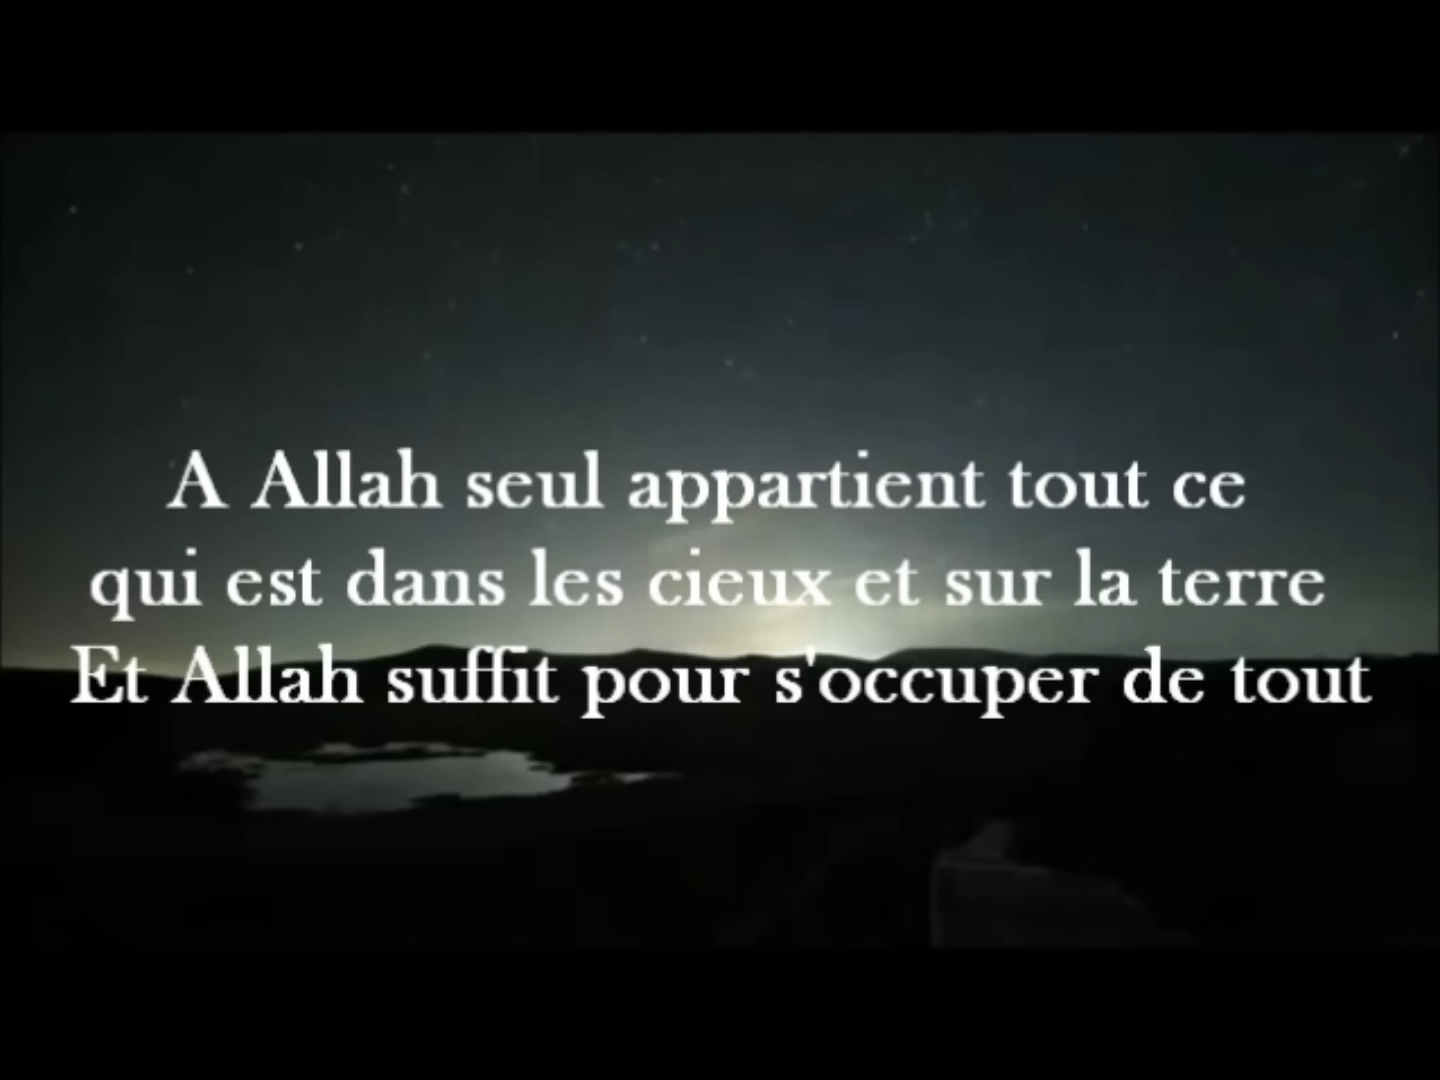 A Allah seul appartient tout ce
qui est dans les cieux et sur la terre
Et Allah suffit pour s'occuper de tout